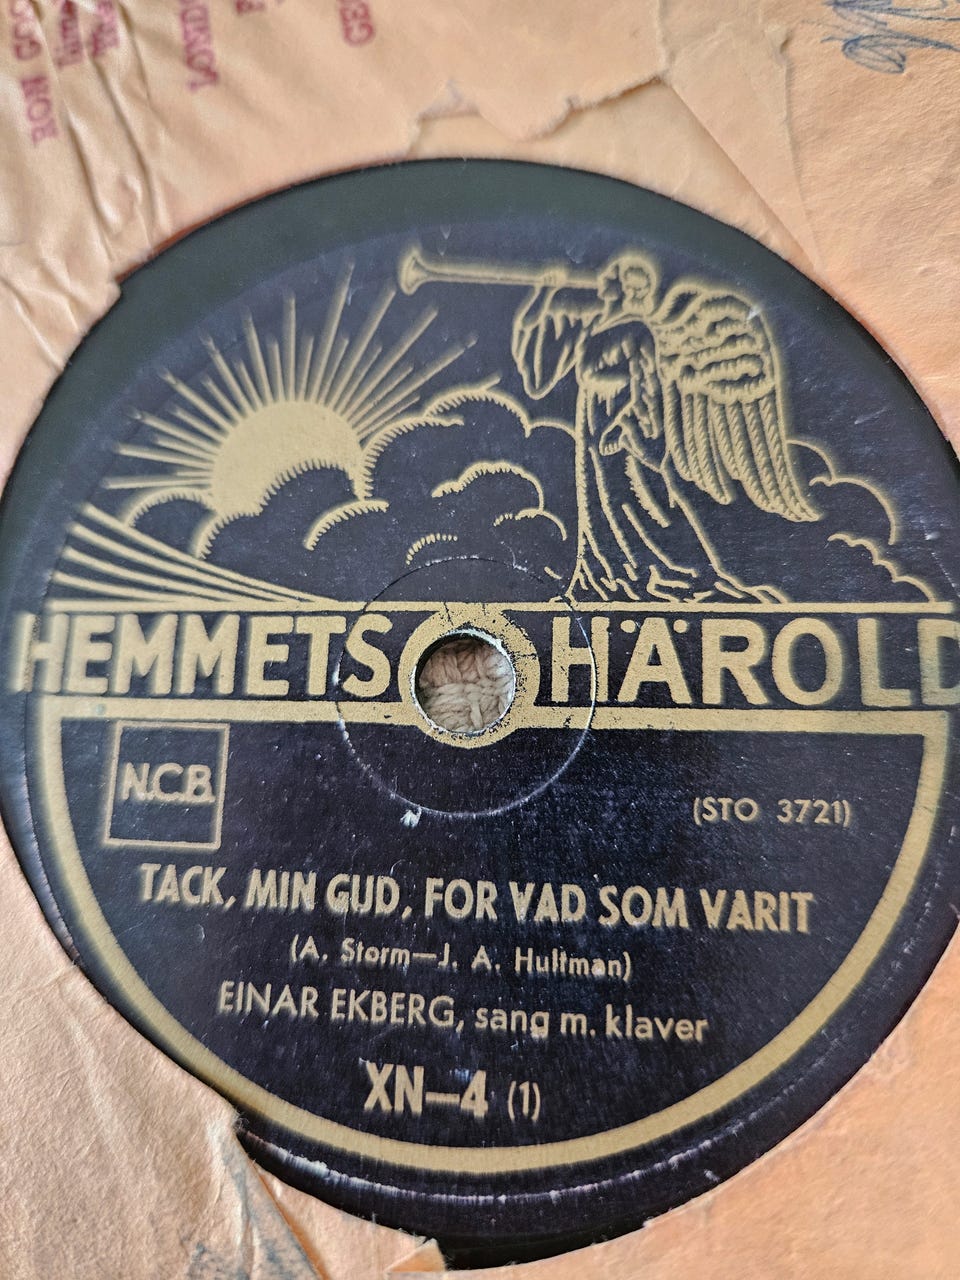 HEMMETS HÄROLD
N.C.B.
(STO 3721)
TACK, MIN GUD, FOR VAD SOM VARIT
(A. Storm—J. A. Hultman)
EINAR EKBERG, sang m. klaver
XN—4 (1)